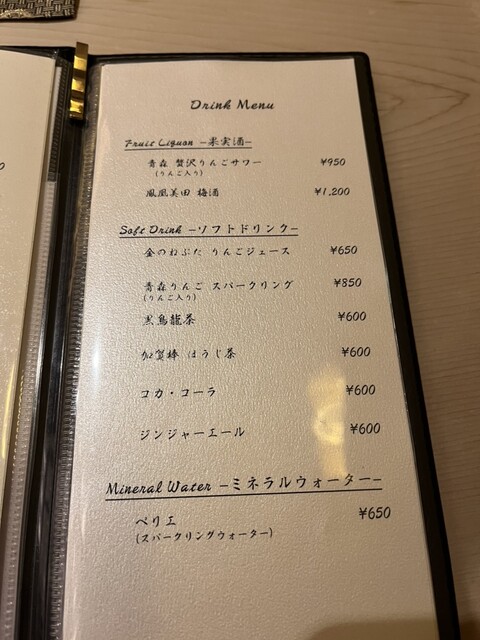 Drink Menu
Fruit Liquor –果実酒–
青森 贅沢りんごサワー ¥950
(りんご入り)
鳳凰美田 梅酒 ¥1,200
Soft Drink –ソフトドリンク–
金のねぶた りんごジュース ¥650
青森りんご スパークリング ¥850
(りんご入り)
黒烏龍茶 ¥600
加賀棒 ほうじ茶 ¥600
コカ・コーラ ¥600
ジンジャーエール ¥600
Mineral Water –ミネラルウォーター–
ペリエ ¥650
(スパークリングウォーター)